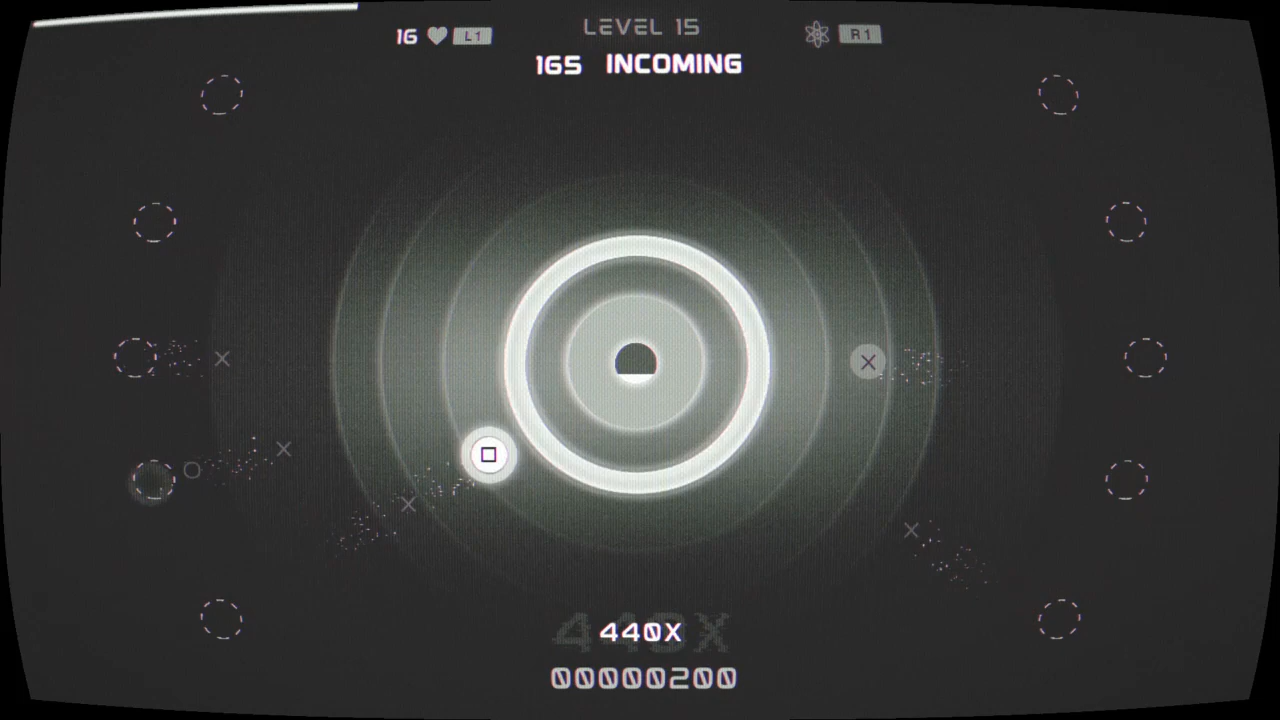 LEVEL 15
16 L1
R1
165 INCOMING
440X
00000200